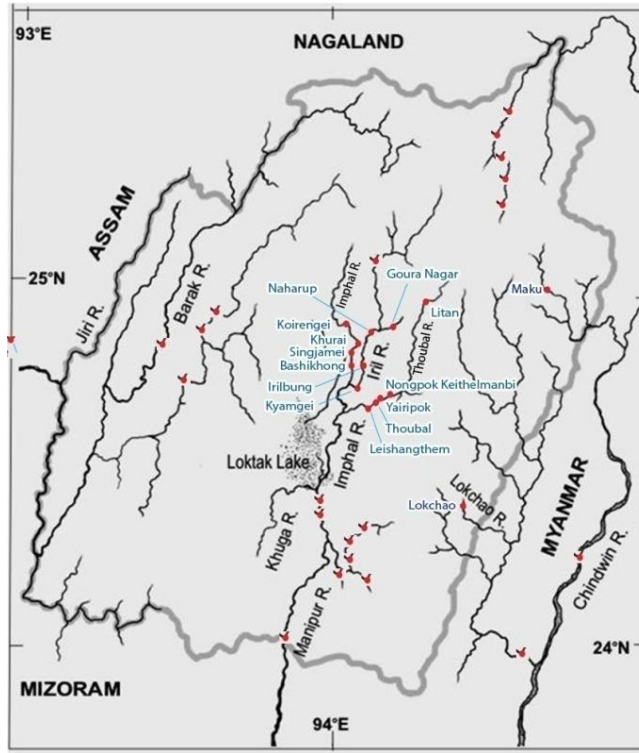 93°E
NAGALAND
ASSAM
25°N
Jiri R.
Barak R.
Imphal R.
Goura Nagar
Naharup
Maku
Litan
Koirengei
Khurai
Singjamei
Bashikhong
Iril R.
Thoubal R.
Irilbung
Kyamgei
Nongpok Keithelmanbi
Yairipok
Thoubal
Leishangthem
Imphal R.
Loktak Lake
Lokchao
Lokchao R.
MYANMAR
Khuga R.
Chindwin R.
Manipur R.
24°N
MIZORAM
94°E